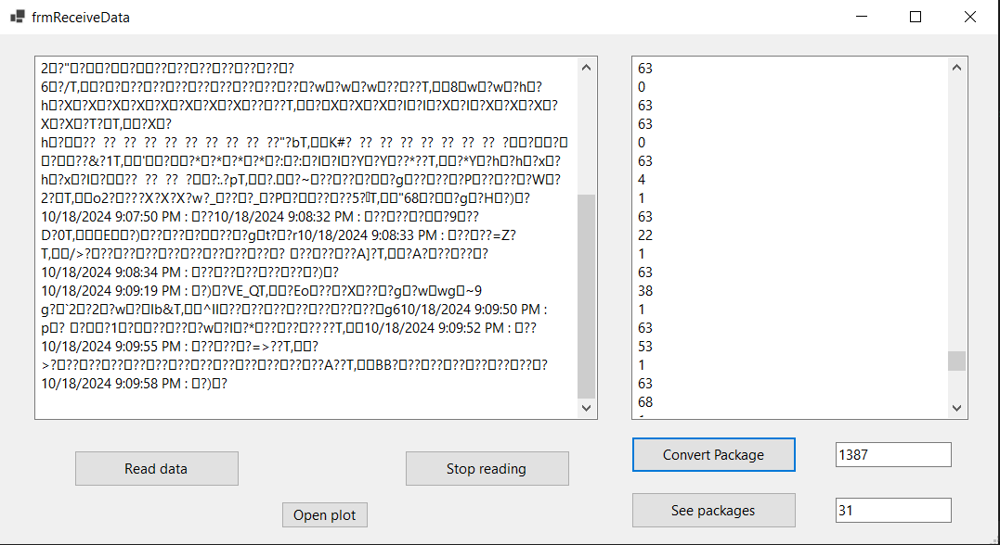 frmReceiveData
2▯?"▯?▯▯?▯▯?▯▯??▯??▯??▯??▯??▯??▯?
6▯?/T,▯▯?▯?▯??▯??▯??▯??▯??▯??▯??▯??▯?w▯?w▯?w▯??▯??T,▯▯8▯w▯?w▯?h▯?
h▯?X▯?X▯?X▯?X▯?X▯?X▯?X▯?X▯??▯??T,▯▯?▯X▯?X▯?X▯?I▯?I▯?X▯?I▯?X▯?X▯?X▯?
X▯?X▯?T?▯T,▯▯?X▯?
h▯?▯▯?? ?? ?? ?? ?? ?? ?? ?? ?? ??"?bT,▯▯K#? ?? ?? ?? ?? ?? ?? ?? ?▯▯?▯▯?▯
▯?▯▯??&?1T,▯▯'▯▯?▯?*▯?*▯?*▯?*▯?:▯?:▯?I▯?I▯?Y▯?Y▯??*??T,▯▯?*Y▯?h▯?h▯?x▯?
h▯?x▯?I▯?▯▯?? ?? ?? ?▯▯?:.?pT,▯▯?.▯▯?~▯??▯??▯?▯?▯?g▯??▯??▯?P▯??▯??▯?W▯?
2?▯T,▯▯o2?▯???X?X?X?w?_▯??▯?_▯?P▯?▯▯??▯??5?▯T,▯▯"68▯??▯?g▯?H▯?)▯?
10/18/2024 9:07:50 PM : ▯??10/18/2024 9:08:32 PM : ▯??▯??▯?▯?9▯??
D?0T,▯▯▯E▯▯?)▯??▯??▯?▯??▯?g▯t?▯?r10/18/2024 9:08:33 PM : ▯??▯??=Z?
T,▯▯/>?▯??▯??▯??▯??▯??▯??▯??▯??▯? ▯??▯??▯??A]?T,▯▯?A?▯??▯??▯?
10/18/2024 9:08:34 PM : ▯??▯??▯??▯??▯?)▯?
10/18/2024 9:09:19 PM : ▯?)▯?VE_QT,▯▯?Eo▯▯?▯?X▯▯?▯?g▯?w▯wg▯~9
g?▯`2▯?2▯?w▯?Ib&T,▯▯^II▯??▯??▯??▯??▯??▯??▯??▯g610/18/2024 9:09:50 PM :
p▯? ▯?▯▯?1▯?▯▯??▯??▯?w▯?I▯?*▯??▯??▯????T,▯▯10/18/2024 9:09:52 PM : ▯??
10/18/2024 9:09:55 PM : ▯??▯??▯?=>??T,▯▯?
>?▯??▯??▯??▯??▯??▯??▯??▯??▯??▯??▯??▯??A??T,▯▯BB?▯??▯??▯??▯??▯??▯??▯?
10/18/2024 9:09:58 PM : ▯?)▯?
63
0
63
63
0
63
4
1
63
22
1
63
38
1
63
53
1
63
68
Read data
Stop reading
Convert Package
1387
Open plot
See packages
31